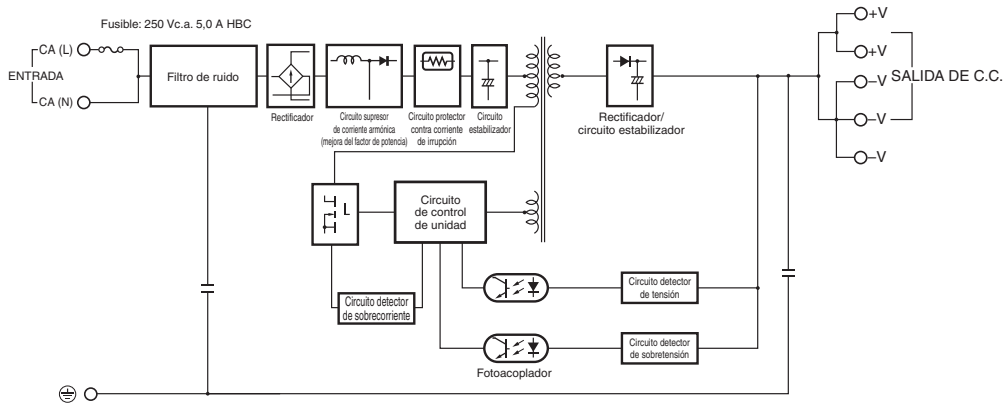 Fusible: 250 Vc.a. 5,0 A HBC
CA (L)
ENTRADA
CA (N)
Filtro de ruido
Rectificador
Circuito supresor
de corriente armónica
(mejora del factor de potencia)
Circuito protector
contra corriente
de irrupción
Circuito
estabilizador
Rectificador/
circuito estabilizador
+V
+V
–V
–V
–V
SALIDA DE C.C.
Circuito
de control
de unidad
Circuito detector
de sobrecorriente
Circuito detector
de tensión
Circuito detector
de sobretensión
Fotoacoplador